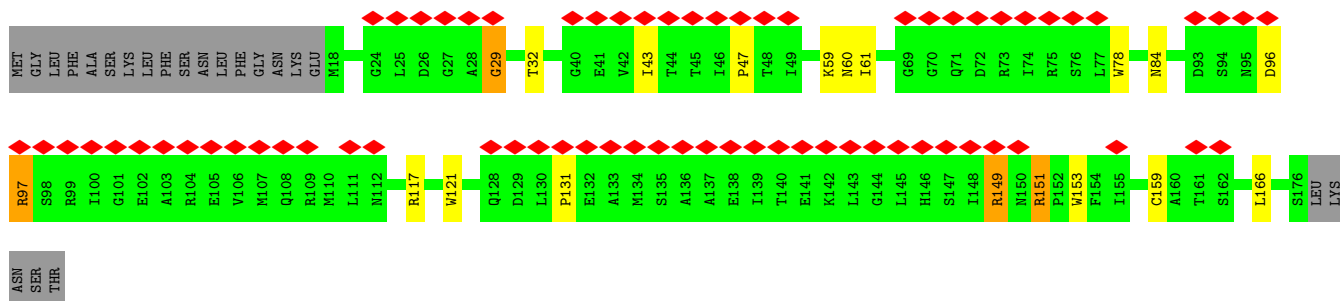 MET GLY LEU PHE ALA SER LYS LEU PHE SER ASN LEU PHE GLY ASN LYS GLU M18 G24 L25 D26 G27 A28 G29 T32 G40 E41 V42 I43 T44 T45 I46 P47 T48 I49 K59 N60 I61 G69 G70 Q71 D72 R73 I74 R75 S76 L77 W78 N84 D93 S94 N95 D96
R97 S98 R99 I100 G101 E102 A103 R104 E105 V106 M107 Q108 R109 M110 L111 N112 R117 W121 Q128 D129 L130 P131 E132 A133 M134 S135 A136 A137 E138 I139 T140 E141 K142 L143 G144 L145 H146 S147 I148 R149 N150 R151 P152 W153 F154 I155 C159 A160 T161 S162 L166 S176 LEU LYS
ASN SER THR